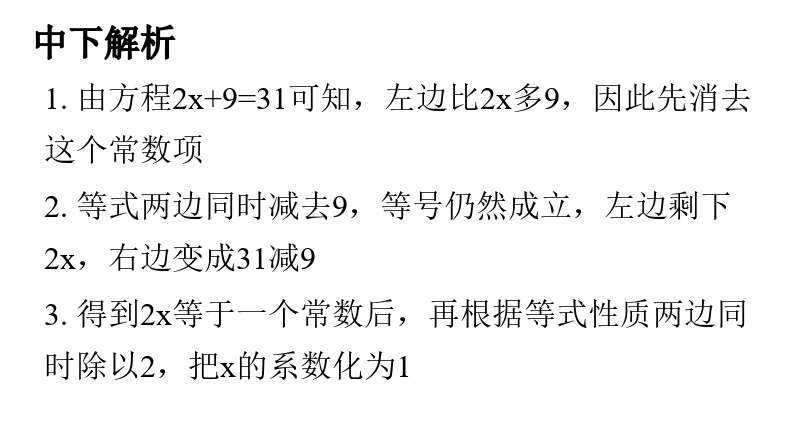 中下解析
1. 由方程2x+9=31可知，左边比2x多9，因此先消去
这个常数项
2. 等式两边同时减去9，等号仍然成立，左边剩下
2x，右边变成31减9
3. 得到2x等于一个常数后，再根据等式性质两边同
时除以2，把x的系数化为1